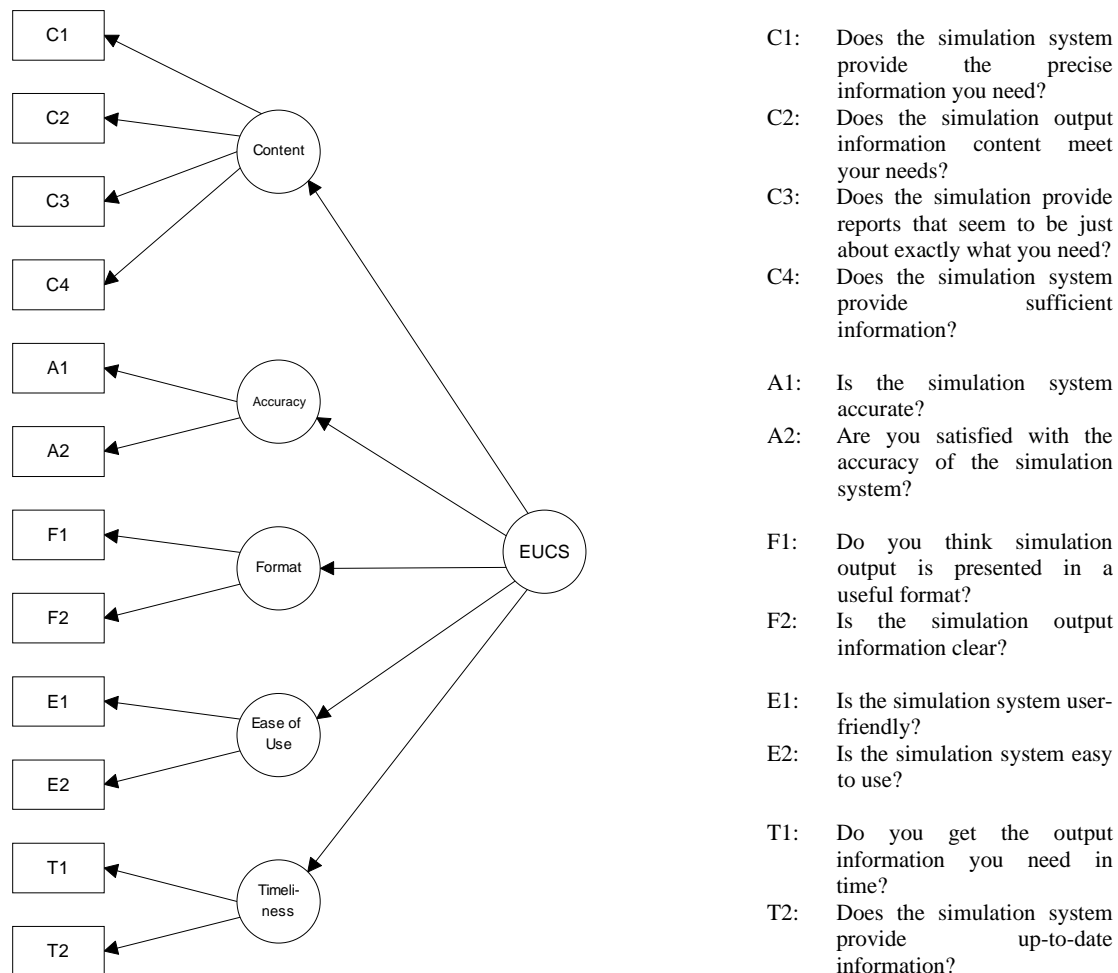 C1
C2
C3
C4
A1
A2
F1
F2
E1
E2
T1
T2
Content
Accuracy
Format
Ease of
Use
Timeli-
ness
EUCS
C1: Does the simulation system
provide the precise
information you need?
C2: Does the simulation output
information content meet
your needs?
C3: Does the simulation provide
reports that seem to be just
about exactly what you need?
C4: Does the simulation system
provide sufficient
information?
A1: Is the simulation system
accurate?
A2: Are you satisfied with the
accuracy of the simulation
system?
F1: Do you think simulation
output is presented in a
useful format?
F2: Is the simulation output
information clear?
E1: Is the simulation system user-
friendly?
E2: Is the simulation system easy
to use?
T1: Do you get the output
information you need in
time?
T2: Does the simulation system
provide up-to-date
information?